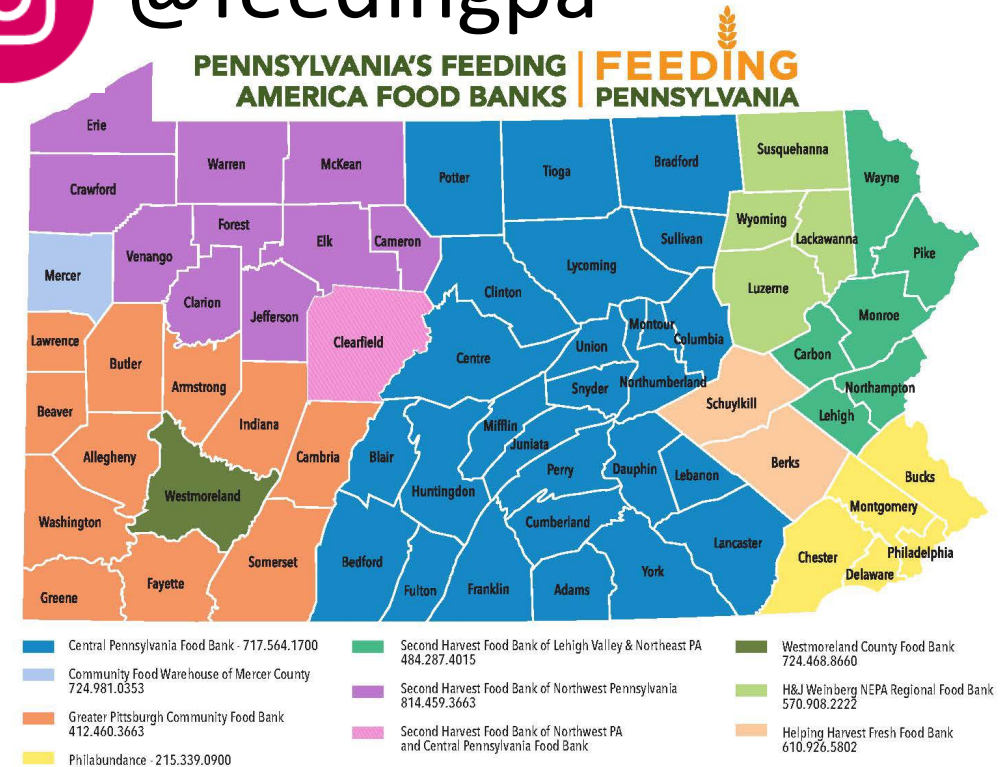 @feedingpa
PENNSYLVANIA'S FEEDING
AMERICA FOOD BANKS
FEEDING
PENNSYLVANIA
Erie
Warren
McKean
Crawford
Potter
Tioga
Bradford
Susquehanna
Wayne
Forest
Elk
Cameron
Venango
Mercer
Clarion
Jefferson
Clearfield
Clinton
Lycoming
Sullivan
Wyoming
Lackawanna
Pike
Luzerne
Monroe
Lawrence
Butler
Armstrong
Centre
Union
Montour
Columbia
Carbon
Snyder
Northumberland
Northampton
Schuylkill
Lehigh
Beaver
Indiana
Allegheny
Cambria
Blair
Mifflin
Juniata
Perry
Dauphin
Lebanon
Berks
Bucks
Westmoreland
Huntingdon
Montgomery
Washington
Cumberland
Lancaster
Chester
Philadelphia
Delaware
Greene
Fayette
Somerset
Bedford
Fulton
Franklin
Adams
York
Central Pennsylvania Food Bank - 717.564.1700
Community Food Warehouse of Mercer County
724.981.0353
Greater Pittsburgh Community Food Bank
412.460.3663
Philabundance - 215.339.0900
Second Harvest Food Bank of Lehigh Valley & Northeast PA
484.287.4015
Second Harvest Food Bank of Northwest Pennsylvania
814.459.3663
Second Harvest Food Bank of Northwest PA
and Central Pennsylvania Food Bank
Westmoreland County Food Bank
724.468.8660
H&J Weinberg NEPA Regional Food Bank
570.908.2222
Helping Harvest Fresh Food Bank
610.926.5802